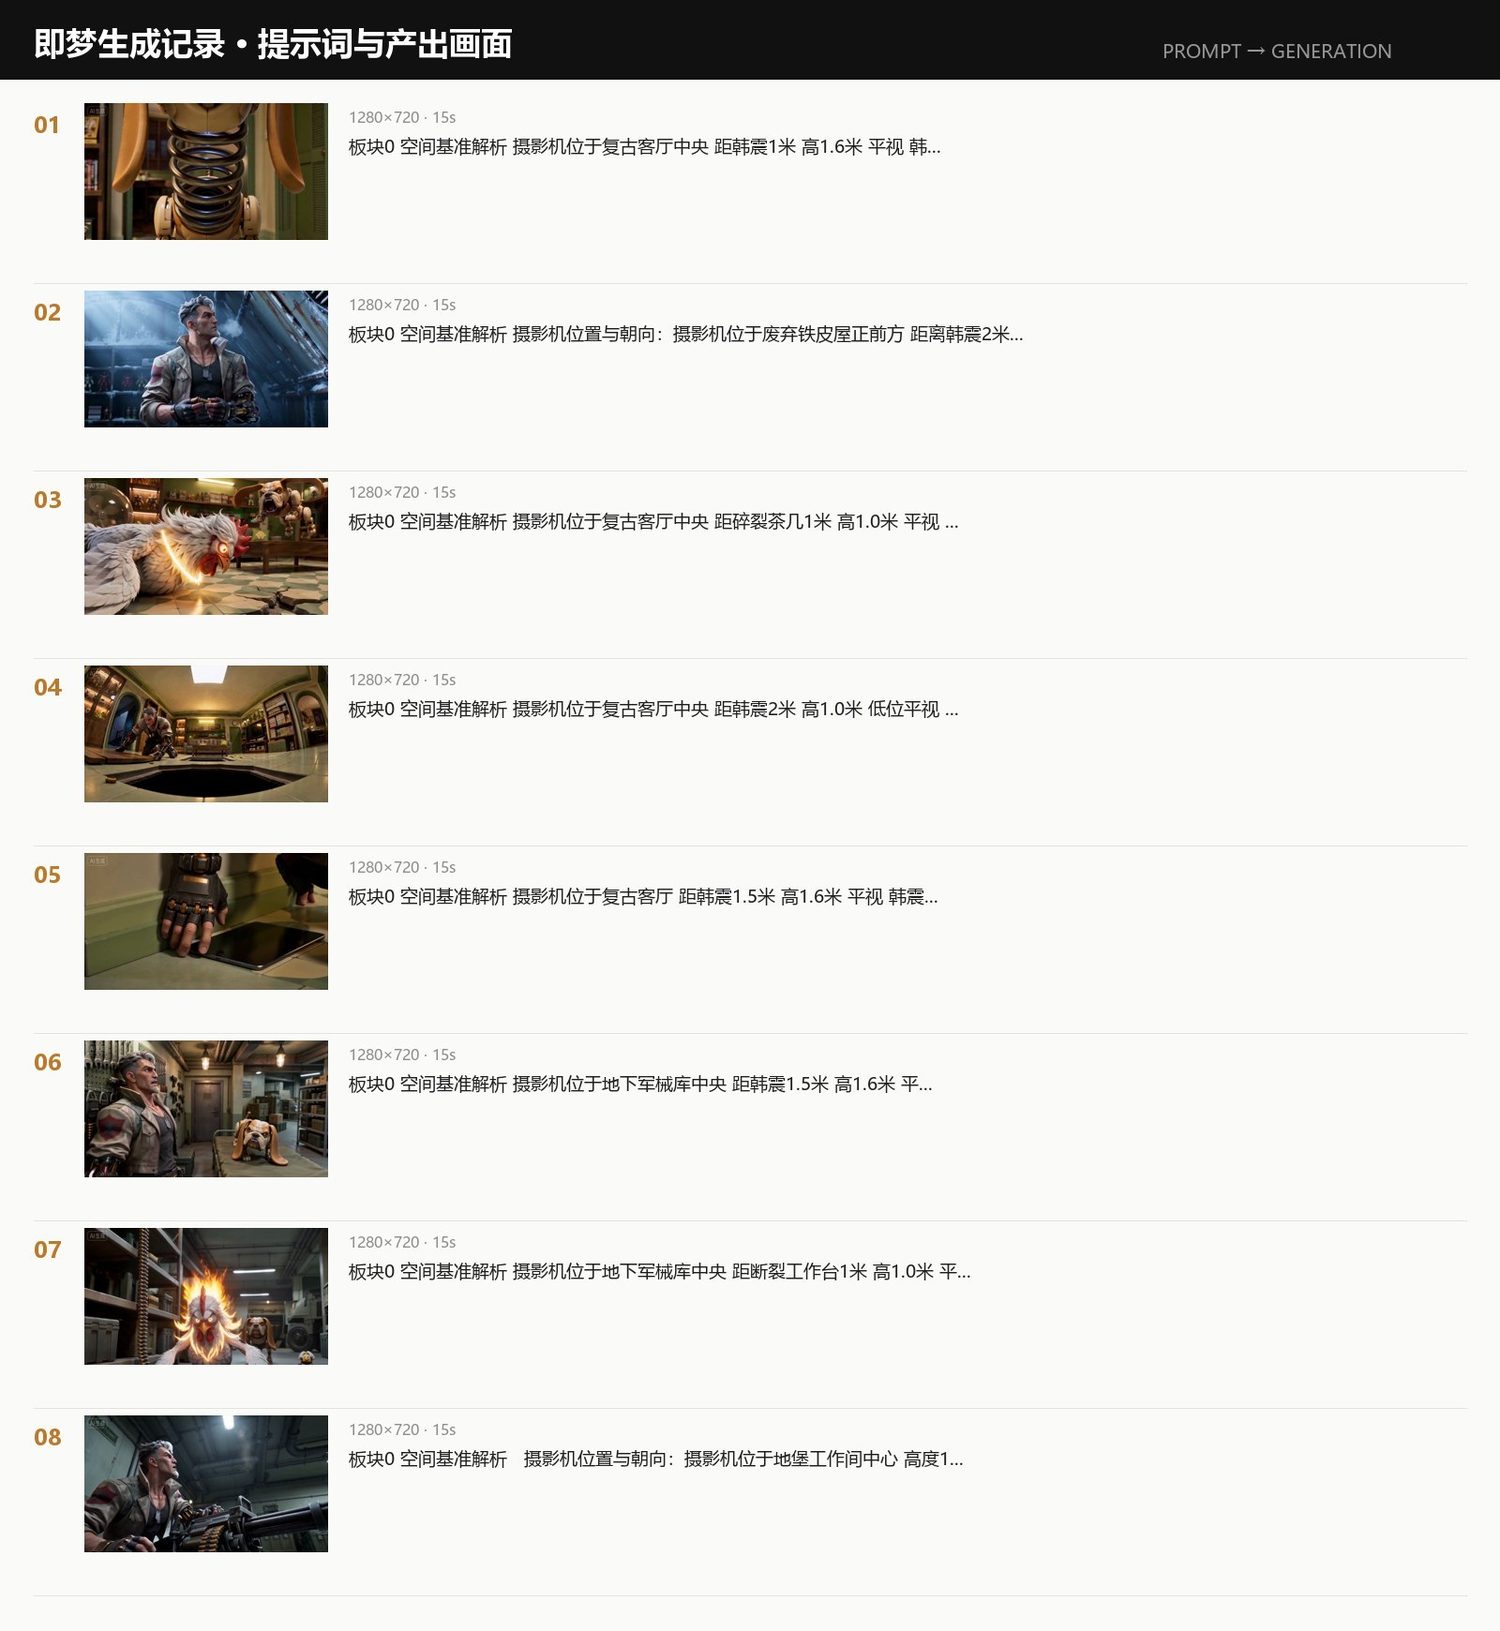 即梦生成记录 • 提示词与产出画面
PROMPT → GENERATION
01
1280×720 · 15s
板块0 空间基准解析 摄影机位于复古客厅中央 距韩震1米 高1.6米 平视 韩...
02
1280×720 · 15s
板块0 空间基准解析 摄影机位置与朝向：摄影机位于废弃铁皮屋正前方 距离韩震2米...
03
1280×720 · 15s
板块0 空间基准解析 摄影机位于复古客厅中央 距碎裂茶几1米 高1.0米 平视 ...
04
1280×720 · 15s
板块0 空间基准解析 摄影机位于复古客厅中央 距韩震2米 高1.0米 低位平视 ...
05
AI生成
1280×720 · 15s
板块0 空间基准解析 摄影机位于复古客厅 距韩震1.5米 高1.6米 平视 韩震...
06
1280×720 · 15s
板块0 空间基准解析 摄影机位于地下军械库中央 距韩震1.5米 高1.6米 平...
07
AI生成
1280×720 · 15s
板块0 空间基准解析 摄影机位于地下军械库中央 距断裂工作台1米 高1.0米 平...
08
1280×720 · 15s
板块0 空间基准解析 摄影机位置与朝向：摄影机位于地堡工作间中心 高度1...